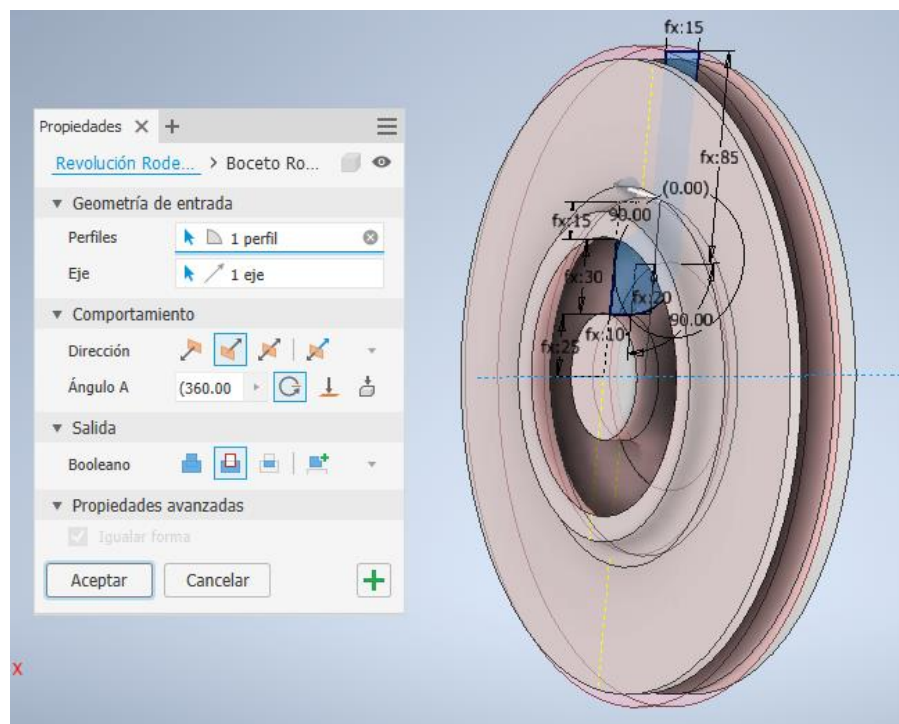 Propiedades × +
Revolución Rode... > Boceto Ro...
Geometría de entrada
Perfiles 1 perfil
Eje 1 eje
Comportamiento
Dirección
Ángulo A (360.00
Salida
Booleano
Propiedades avanzadas
Igualar forma
Aceptar Cancelar
X
fx:15
fx:85
(0.00)
fx:15 90.00
fx:30
fx:20
90.00
fx:10
fx:25